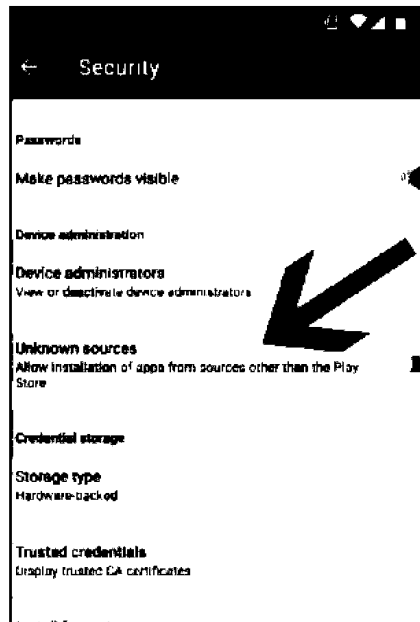 Security
Passwords
Make passwords visible
Device administration
Device administrators
View or deactivate device administrators
Unknown sources
Allow installation of apps from sources other than the Play
Store
Credential storage
Storage type
Hardware-backed
Trusted credentials
Display trusted CA certificates